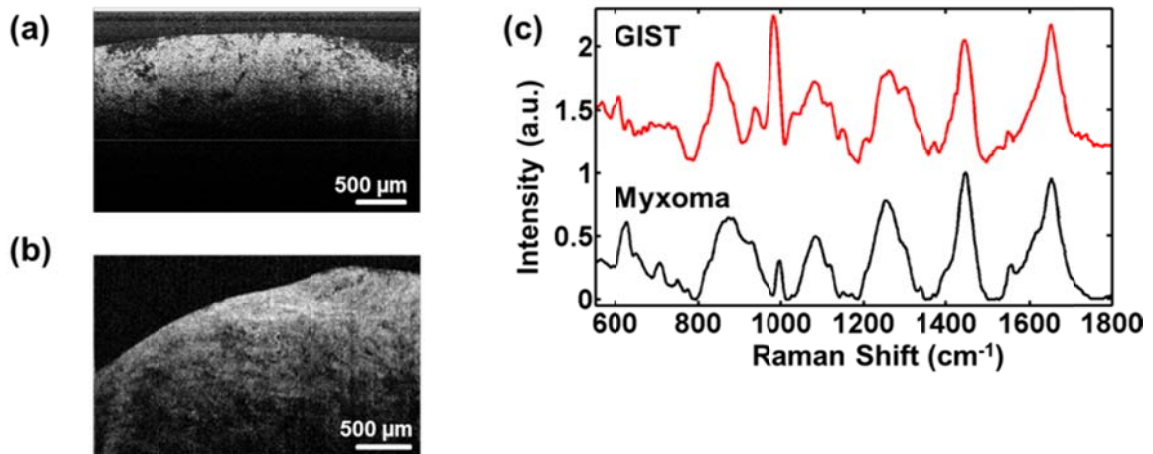 (a)
500 µm
(b)
500 µm
(c)
GIST
Myxoma
2
1.5
1
0.5
0
Intensity (a.u.)
600 800 1000 1200 1400 1600 1800
Raman Shift (cm⁻¹)